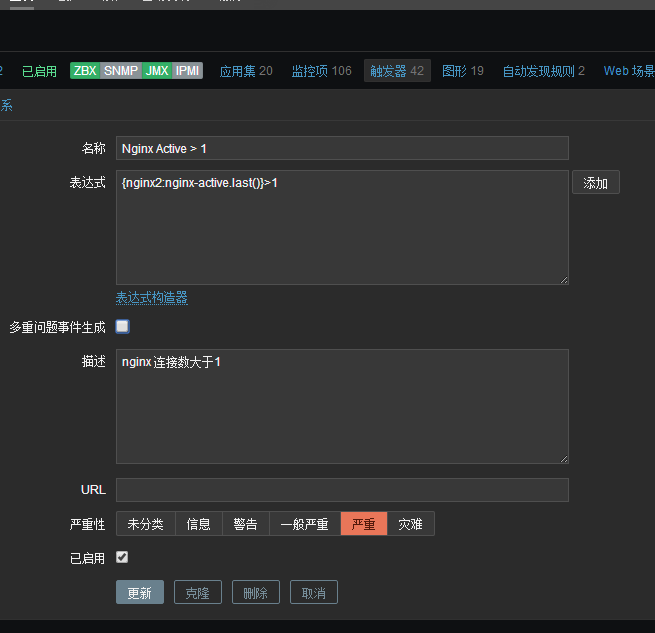 2 已启用 ZBX SNMP JMX IPMI 应用集 20 监控项 106 触发器 42 图形 19 自动发现规则 2 Web 场景
系
名称 Nginx Active > 1
表达式 {nginx2:nginx-active.last()}>1 添加
表达式构造器
多重问题事件生成
描述 nginx 连接数大于1
URL
严重性 未分类 信息 警告 一般严重 严重 灾难
已启用
更新 克隆 删除 取消